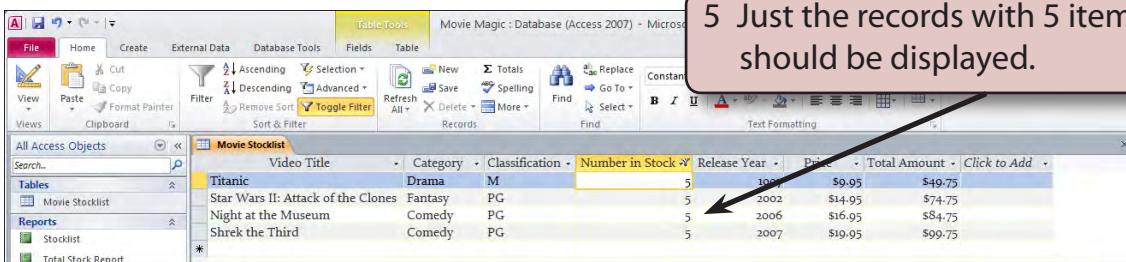 5 Just the records with 5 item
should be displayed.
Table Tools Movie Magic : Database (Access 2007) - Microso
File Home Create External Data Database Tools Fields Table
View Paste Cut Copy Format Painter
Filter Ascending Descending Remove Sort Selection Advanced Toggle Filter
Refresh All New Save Delete Totals Spelling More
Find Replace Go To Select
Constan
B I U A
Views Clipboard Sort & Filter Records Find Text Formatting
All Access Objects Movie Stocklist
Search...
Video Title Category Classification Number in Stock Release Year Price Total Amount Click to Add
Tables Titanic Drama M 5 1997 $9.95 $49.75
Movie Stocklist Star Wars II: Attack of the Clones Fantasy PG 5 2002 $14.95 $74.75
Reports Night at the Museum Comedy PG 5 2006 $16.95 $84.75
Stocklist Shrek the Third Comedy PG 5 2007 $19.95 $99.75
Total Stock Report